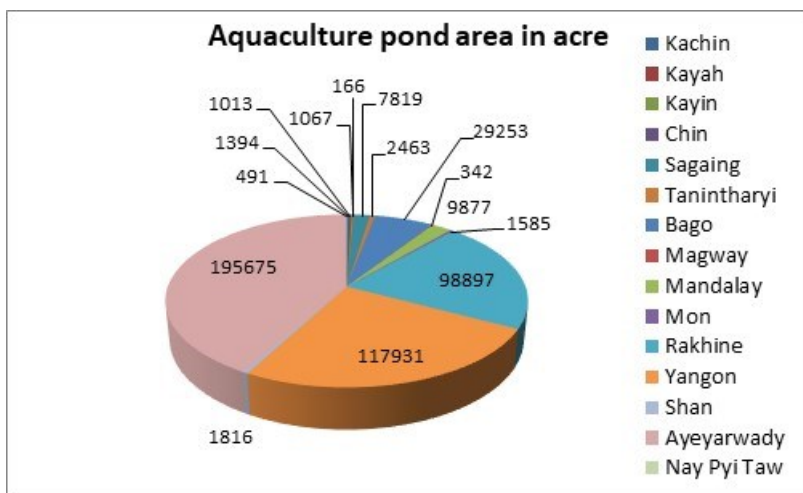 Aquaculture pond area in acre
166
7819
1013
1067
29253
1394
2463
342
491
9877
1585
195675
98897
117931
1816
Kachin
Kayah
Kayin
Chin
Sagaing
Tanintharyi
Bago
Magway
Mandalay
Mon
Rakhine
Yangon
Shan
Ayeyarwady
Nay Pyi Taw